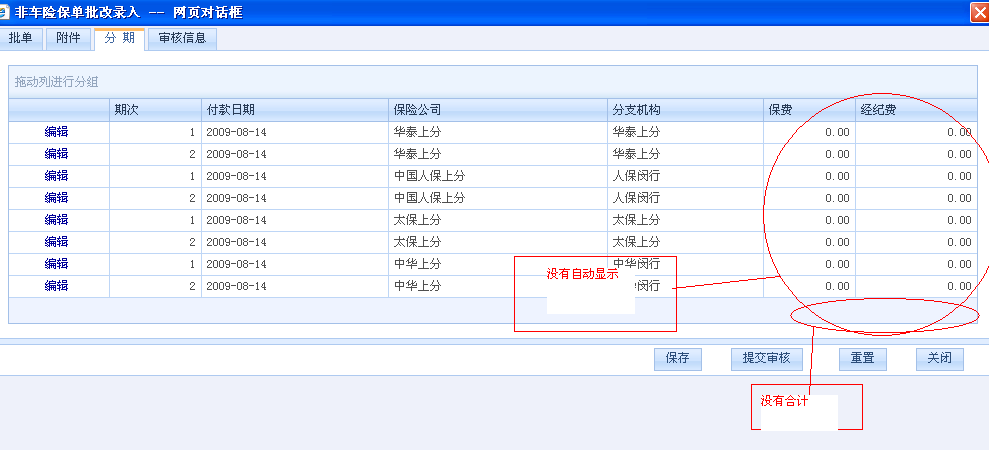 非车险保单批改录入 -- 网页对话框
批单 附件 分 期 审核信息
拖动列进行分组
期次 付款日期 保险公司 分支机构 保费 经纪费
编辑 1 2009-08-14 华泰上分 华泰上分 0.00 0.00
编辑 2 2009-08-14 华泰上分 华泰上分 0.00 0.00
编辑 1 2009-08-14 中国人保上分 人保闵行 0.00 0.00
编辑 2 2009-08-14 中国人保上分 人保闵行 0.00 0.00
编辑 1 2009-08-14 太保上分 太保上分 0.00 0.00
编辑 2 2009-08-14 太保上分 太保上分 0.00 0.00
编辑 1 2009-08-14 中华上分 中华闵行 0.00 0.00
没有自动显示
编辑 2 2009-08-14 中华上分 闵行 0.00 0.00
保存 提交审核 重置 关闭
没有合计